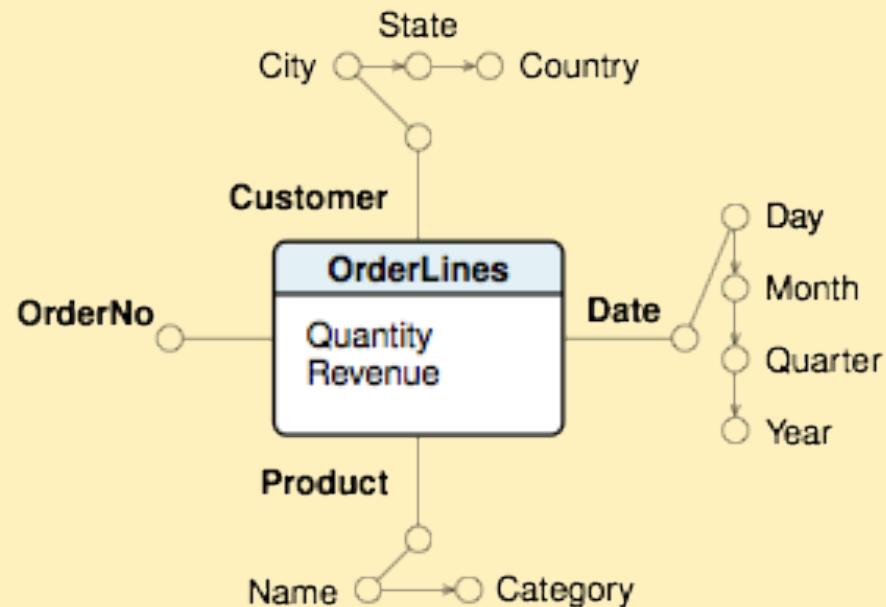 State
City
Country
Customer
Day
OrderLines
Month
OrderNo
Date
Quantity
Revenue
Quarter
Year
Product
Name
Category